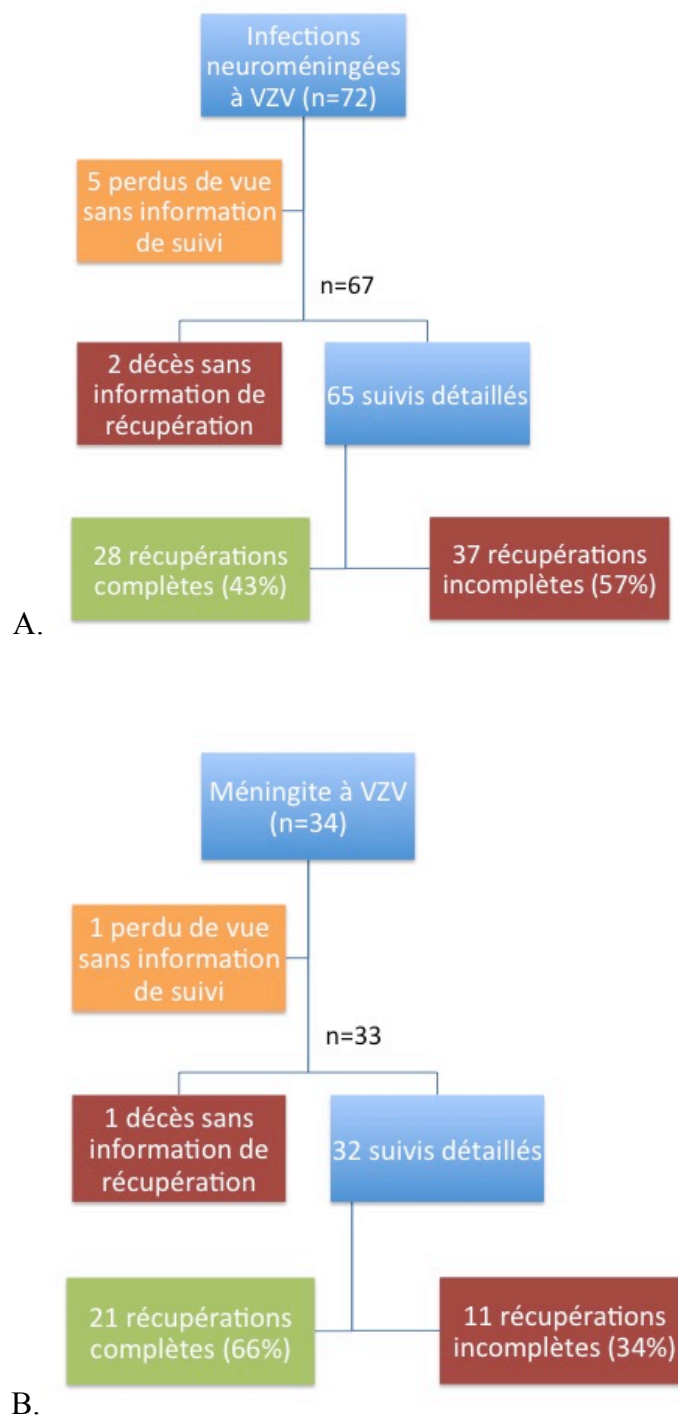 Infections
neuroméningées
à VZV (n=72)
5 perdus de vue
sans information
de suivi
n=67
2 décès sans
information de
récupération
65 suivis détaillés
28 récupérations
complètes (43%)
37 récupérations
incomplètes (57%)
A.
Méningite à VZV
(n=34)
1 perdu de vue
sans information
de suivi
n=33
1 décès sans
information de
récupération
32 suivis détaillés
21 récupérations
complètes (66%)
11 récupérations
incomplètes (34%)
B.